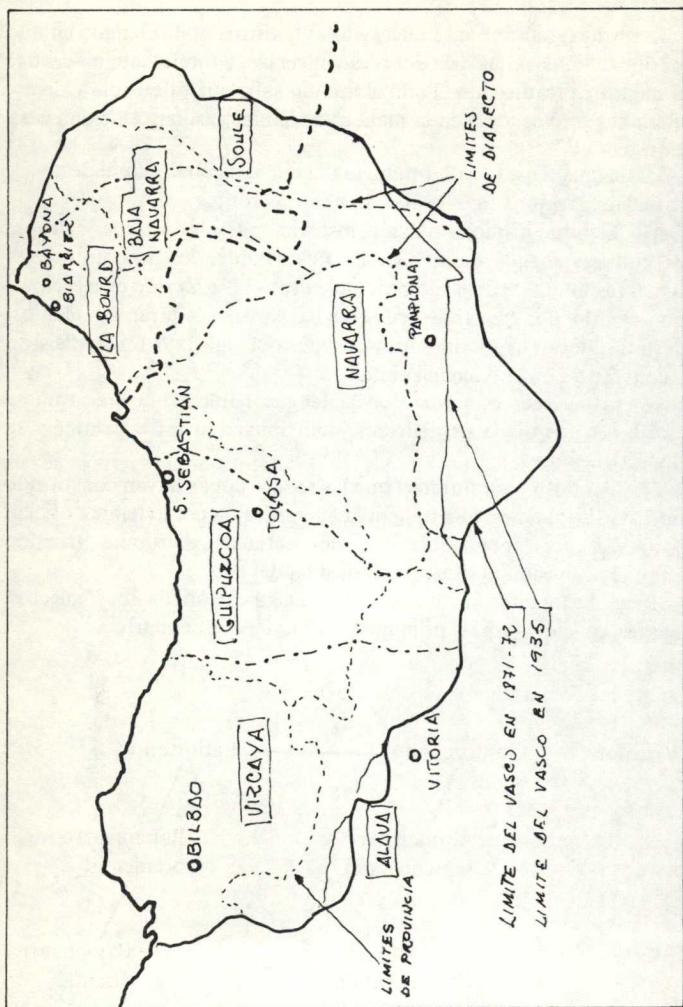 BAYONA
BIARRITZ
LA BOURD
BAJA
NAVARRA
SOULE
LIMITES
DE DIALECTO
S. SEBASTIAN
TOLOSA
GUIPUZCOA
NAVARRA
PAMPLONA
BILBAO
VIZCAYA
ALAVA
VITORIA
LIMITES
DE PROVINCIA
LIMITE DEL VASCO EN 1871-72
LIMITE DEL VASCO EN 1935